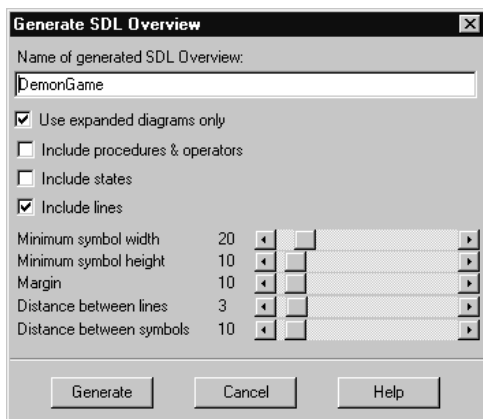 Generate SDL Overview
Name of generated SDL Overview:
DemonGame
Use expanded diagrams only
Include procedures & operators
Include states
Include lines
Minimum symbol width 20
Minimum symbol height 10
Margin 10
Distance between lines 3
Distance between symbols 10
Generate Cancel Help